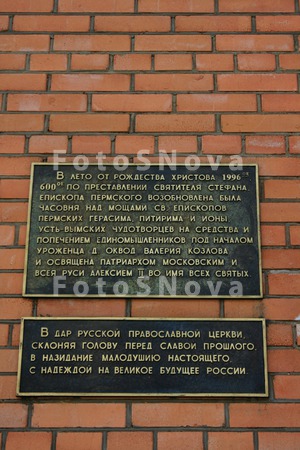 FotoSNova
В лето от рождества Христова 1996
600от по преставлении святителя Стефана
епископа Пермского возобновлена была
часовня над мощами св. епископов
Пермских Герасима, Питирима и Ионы
Усть-Вымских чудотворцев на средства и
попечением единомышленников под началом
уроженца д. Оквод Валерия Козлова
и освящена патриархом Московским и
всея Руси Алексием II во имя всех святых.
FotoSNova
В дар Русской православной церкви,
склоняя голову перед славой прошлого,
в назидание малодушию настоящего,
с надеждой на великое будущее России.